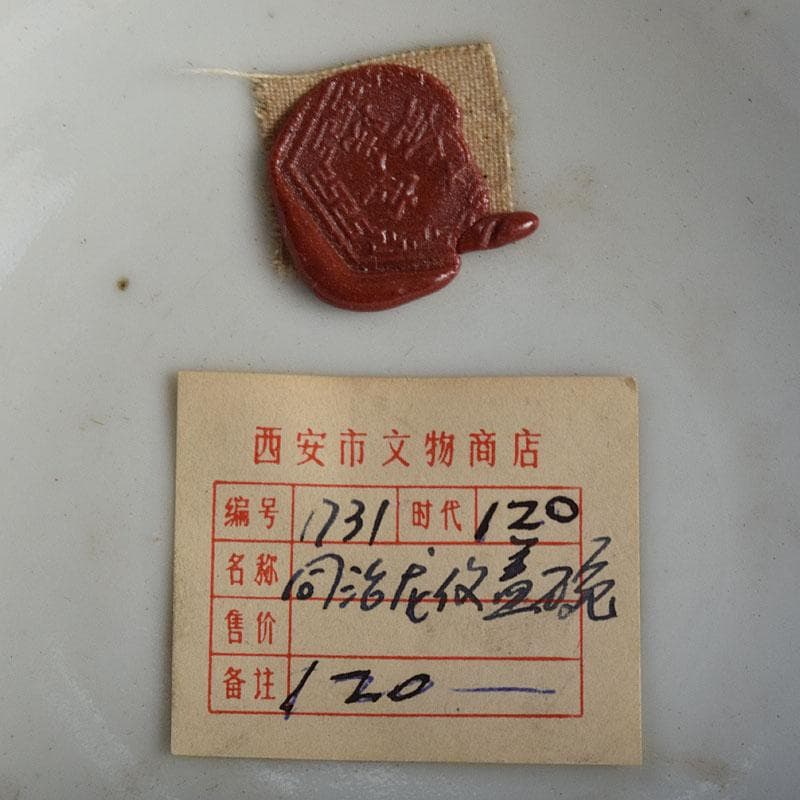 西安市文物商店
编号 1731 时代 120
名称 同治龙纹盖碗
售价
备注 120 —